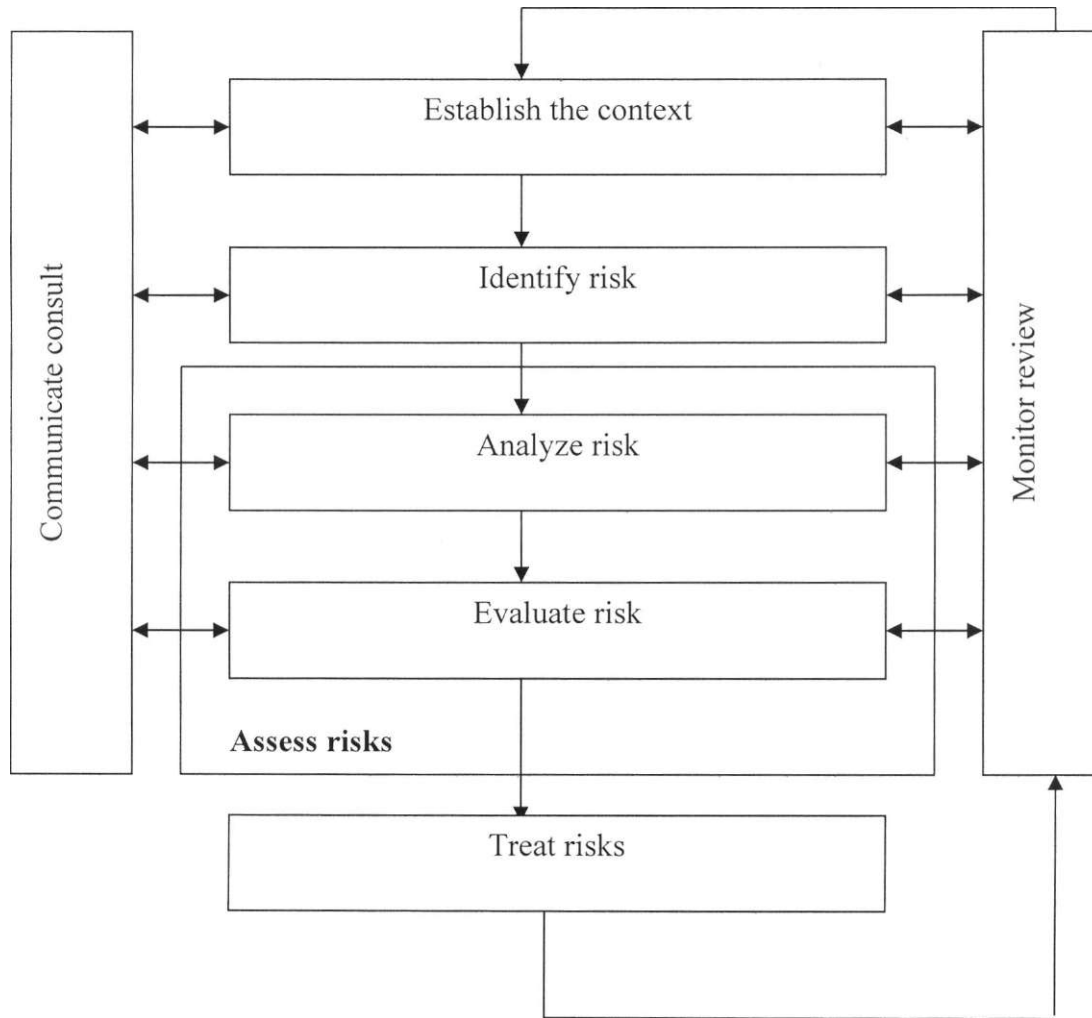 Communicate consult
Establish the context
Identify risk
Analyze risk
Evaluate risk
Assess risks
Treat risks
Monitor review